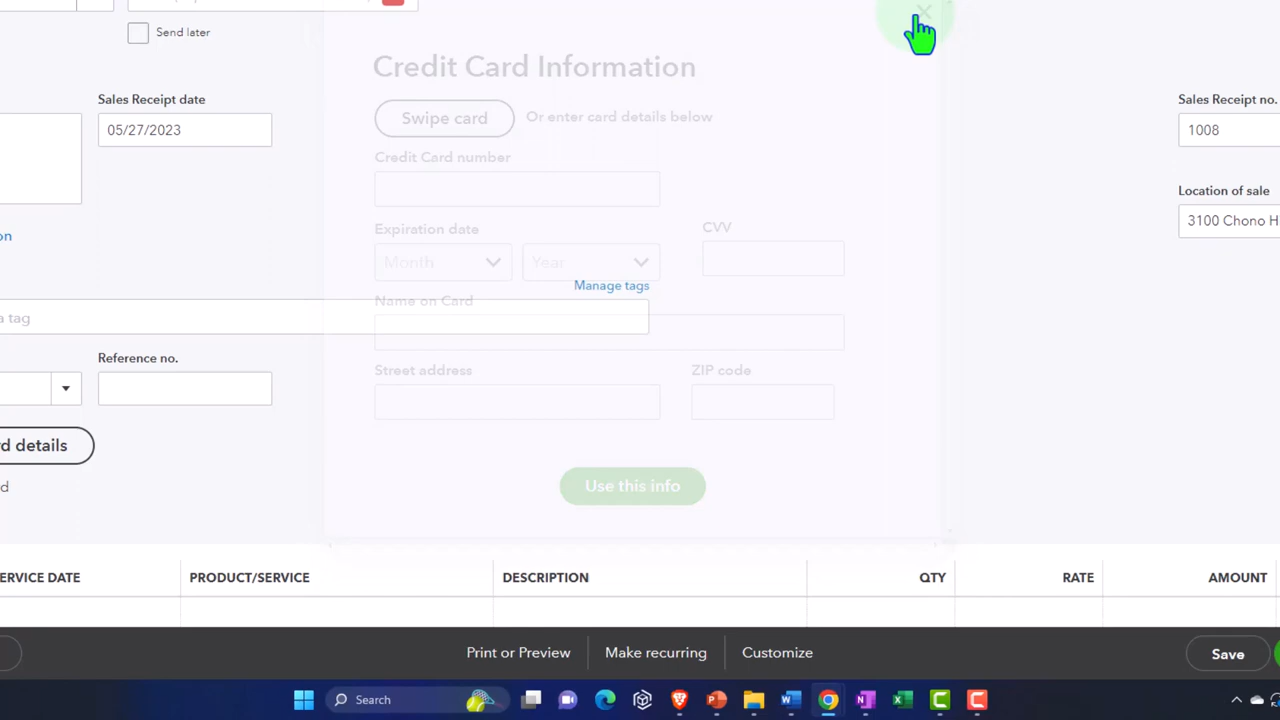 Send later
Credit Card Information
Sales Receipt date
Sales Receipt no.
Swipe card
Or enter card details below
05/27/2023
1008
Credit Card number
Location of sale
3100 Chono H
on
Expiration date
CVV
Month
Year
Manage tags
Name on Card
a tag
Reference no.
Street address
ZIP code
rd details
d
Use this info
ERVICE DATE
PRODUCT/SERVICE
DESCRIPTION
QTY
RATE
AMOUNT
Print or Preview
Make recurring
Customize
Save
Search